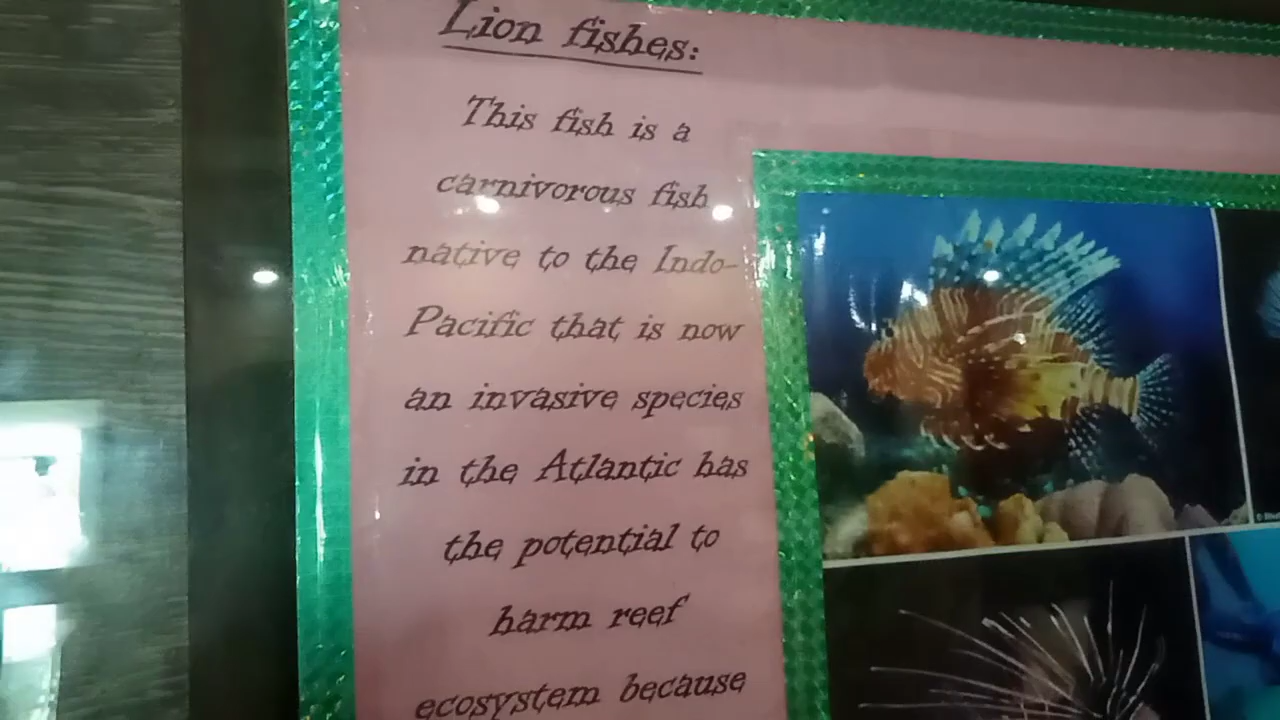 Lion fishes:
This fish is a
carnivorous fish
native to the Indo-
Pacific that is now
an invasive species
in the Atlantic has
the potential to
harm reef
ecosystem because